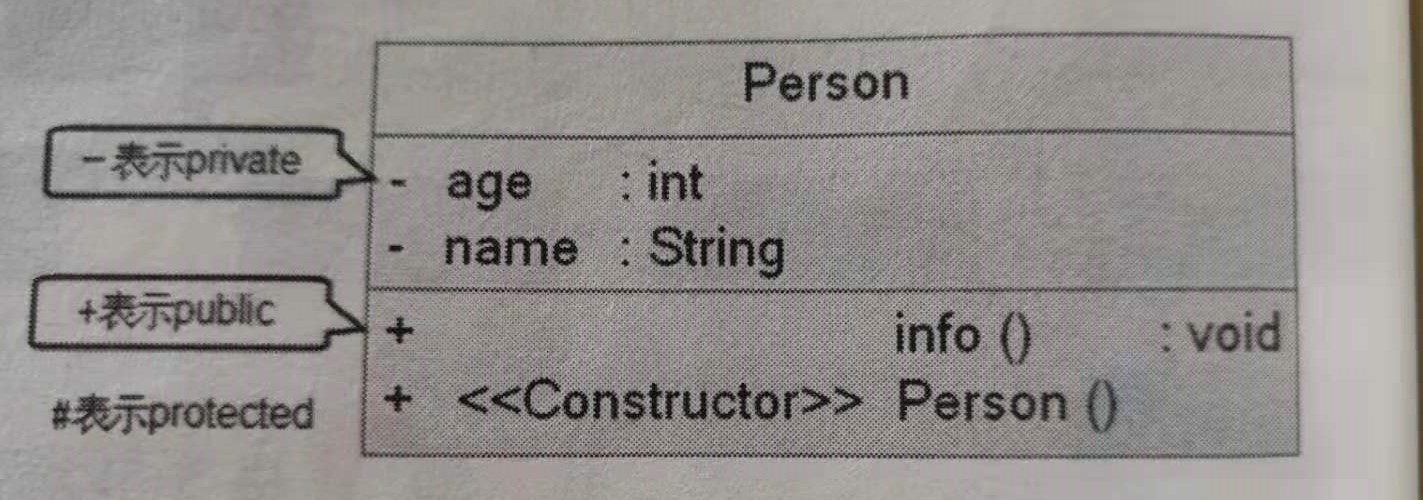 Person
－表示private
- age : int
- name : String
+表示public
+ info () : void
+ <<Constructor>> Person ()
#表示protected